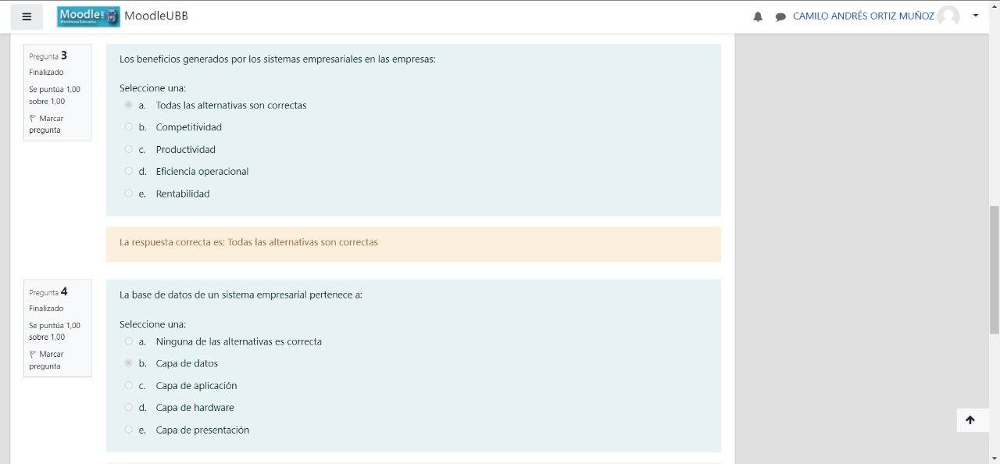 Moodle
MoodleUBB
CAMILO ANDRÉS ORTIZ MUÑOZ
Pregunta 3
Finalizado
Se puntúa 1,00
sobre 1,00
Marcar
pregunta
Los beneficios generados por los sistemas empresariales en las empresas:
Seleccione una:
a. Todas las alternativas son correctas
b. Competitividad
c. Productividad
d. Eficiencia operacional
e. Rentabilidad
La respuesta correcta es: Todas las alternativas son correctas
Pregunta 4
Finalizado
Se puntúa 1,00
sobre 1,00
Marcar
pregunta
La base de datos de un sistema empresarial pertenece a:
Seleccione una:
a. Ninguna de las alternativas es correcta
b. Capa de datos
c. Capa de aplicación
d. Capa de hardware
e. Capa de presentación